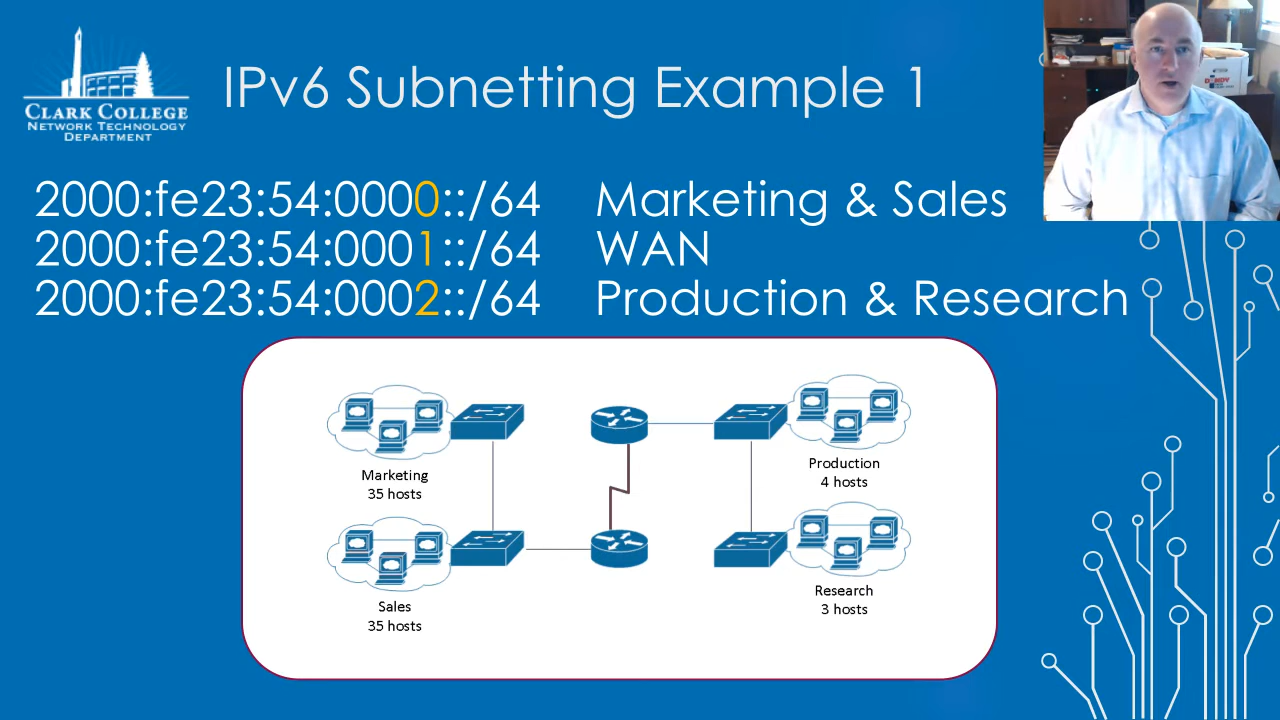 CLARK COLLEGE
NETWORK TECHNOLOGY
DEPARTMENT
IPv6 Subnetting Example 1
2000:fe23:54:0000::/64 Marketing & Sales
2000:fe23:54:0001::/64 WAN
2000:fe23:54:0002::/64 Production & Research
Marketing
35 hosts
Production
4 hosts
Sales
35 hosts
Research
3 hosts